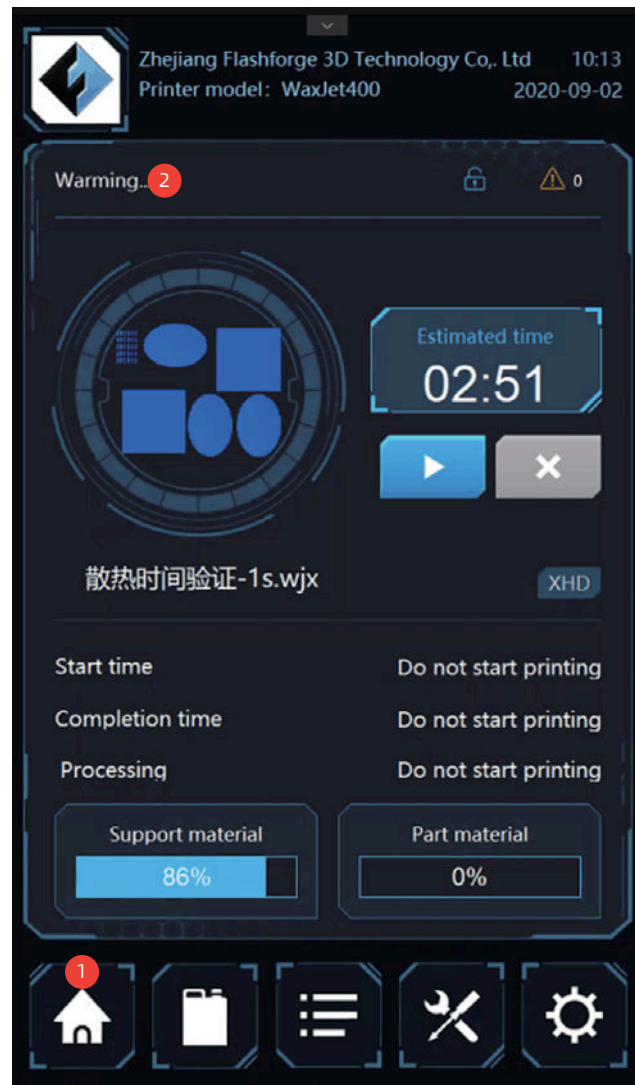 Zhejiang Flashforge 3D Technology Co,. Ltd 10:13
Printer model: WaxJet400 2020-09-02
Warming.. 2 0
Estimated time
02:51
散热时间验证-1s.wjx
XHD
Start time Do not start printing
Completion time Do not start printing
Processing Do not start printing
Support material Part material
86% 0%
1